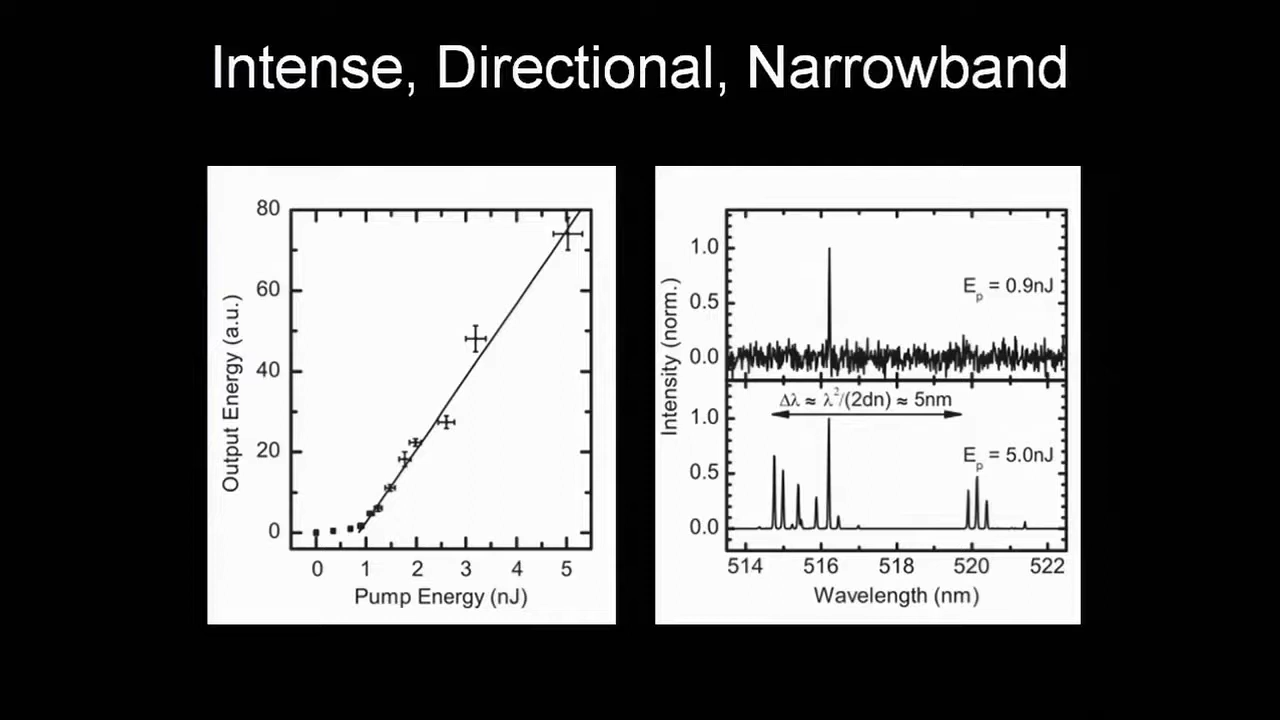 Intense, Directional, Narrowband
80
60
40
20
0
Output Energy (a.u.)
0 1 2 3 4 5
Pump Energy (nJ)
1.0
0.5
0.0
E_p = 0.9nJ
Intensity (norm.)
Δλ ≈ λ²/(2dn) ≈ 5nm
1.0
0.5
0.0
E_p = 5.0nJ
514 516 518 520 522
Wavelength (nm)